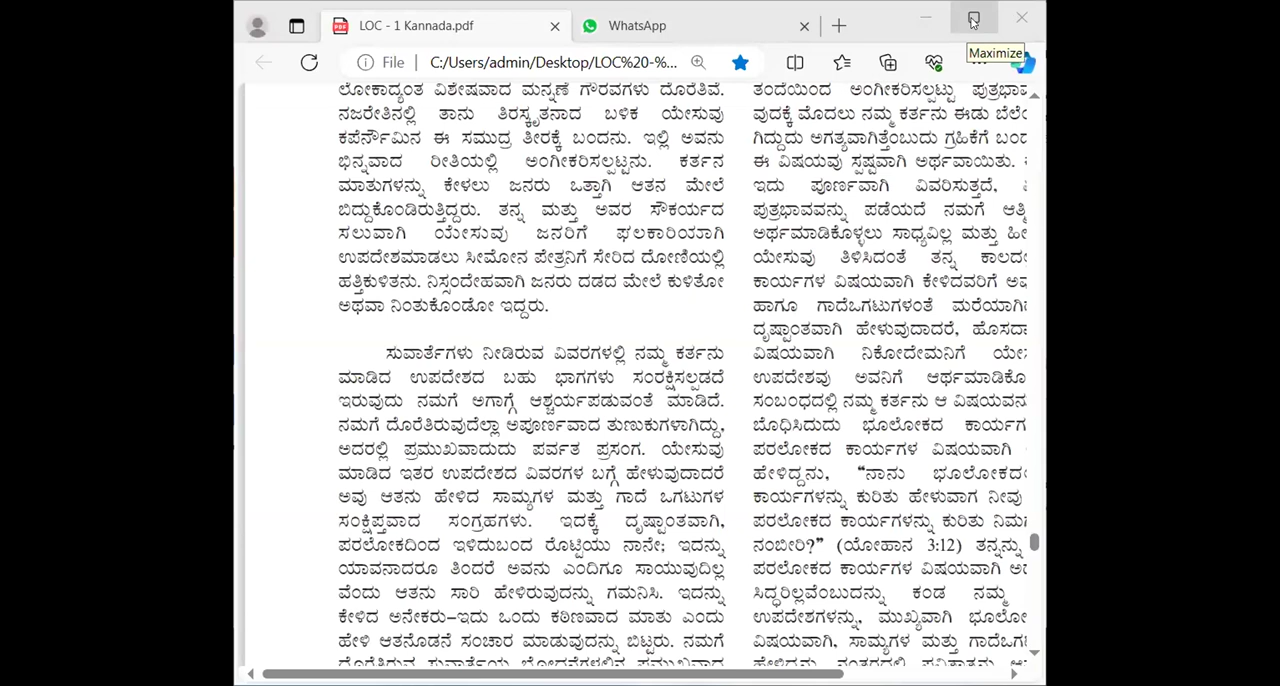 LOC - 1 Kannada.pdf
WhatsApp
Maximize
File
C:/Users/admin/Desktop/LOC%20-%...
ಲೋಕಾದ್ಯಂತ ವಿಶೇಷವಾದ ಮನ್ನಣೆ ಗೌರವಗಳು ದೊರೆತಿವೆ.
ನಜರೇತಿನಲ್ಲಿ ತಾನು ತಿರಸ್ಕೃತನಾದ ಬಳಿಕ ಯೇಸುವು
ಕಪೆರ್ನೌಮಿನ ಈ ಸಮುದ್ರ ತೀರಕ್ಕೆ ಬಂದನು. ಇಲ್ಲಿ ಅವನು
ಭಿನ್ನವಾದ ರೀತಿಯಲ್ಲಿ ಅಂಗೀಕರಿಸಲ್ಪಟ್ಟನು. ಕರ್ತನ
ಮಾತುಗಳನ್ನು ಕೇಳಲು ಜನರು ಒತ್ತಾಗಿ ಆತನ ಮೇಲೆ
ಬಿದ್ದುಕೊಂಡಿರುತ್ತಿದ್ದರು. ತನ್ನ ಮತ್ತು ಅವರ ಸೌಕರ್ಯದ
ಸಲುವಾಗಿ ಯೇಸುವು ಜನರಿಗೆ ಫಲಕಾರಿಯಾಗಿ
ಉಪದೇಶಮಾಡಲು ಸೀಮೋನ ಪೇತ್ರನಿಗೆ ಸೇರಿದ ದೋಣಿಯಲ್ಲಿ
ಹತ್ತಿಕುಳಿತನು. ನಿಸ್ಸಂದೇಹವಾಗಿ ಜನರು ದಡದ ಮೇಲೆ ಕುಳಿತೋ
ಅಥವಾ ನಿಂತುಕೊಂಡೋ ಇದ್ದರು.
ಸುವಾರ್ತೆಗಳು ನೀಡಿರುವ ವಿವರಗಳಲ್ಲಿ ನಮ್ಮ ಕರ್ತನು
ಮಾಡಿದ ಉಪದೇಶದ ಬಹು ಭಾಗಗಳು ಸಂರಕ್ಷಿಸಲ್ಪಡದೆ
ಇರುವುದು ನಮಗೆ ಅಗಾಗ್ಗೆ ಆಶ್ಚರ್ಯಪಡುವಂತೆ ಮಾಡಿದೆ.
ನಮಗೆ ದೊರೆತಿರುವುದೆಲ್ಲಾ ಅಪೂರ್ಣವಾದ ತುಣುಕುಗಳಾಗಿದ್ದು,
ಅದರಲ್ಲಿ ಪ್ರಮುಖವಾದುದು ಪರ್ವತ ಪ್ರಸಂಗ. ಯೇಸುವು
ಮಾಡಿದ ಇತರ ಉಪದೇಶದ ವಿವರಗಳ ಬಗ್ಗೆ ಹೇಳುವುದಾದರೆ
ಅವು ಆತನು ಹೇಳಿದ ಸಾಮ್ಯಗಳ ಮತ್ತು ಗಾದೆ ಒಗಟುಗಳ
ಸಂಕ್ಷಿಪ್ತವಾದ ಸಂಗ್ರಹಗಳು. ಇದಕ್ಕೆ ದೃಷ್ಟಾಂತವಾಗಿ,
ಪರಲೋಕದಿಂದ ಇಳಿದುಬಂದ ರೊಟ್ಟಿಯು ನಾನೇ; ಇದನ್ನು
ಯಾವನಾದರೂ ತಿಂದರೆ ಅವನು ಎಂದಿಗೂ ಸಾಯುವುದಿಲ್ಲ
ವೆಂದು ಆತನು ಸಾರಿ ಹೇಳಿರುವುದನ್ನು ಗಮನಿಸಿ. ಇದನ್ನು
ಕೇಳಿದ ಅನೇಕರು–ಇದು ಒಂದು ಕಠಿಣವಾದ ಮಾತು ಎಂದು
ಹೇಳಿ ಆತನೊಡನೆ ಸಂಚಾರ ಮಾಡುವುದನ್ನು ಬಿಟ್ಟರು. ನಮಗೆ
ದೊರೆತಿರುವ ಸುವಾರ್ತೆಯ ಬೋಧನೆಗಳಲ್ಲಿನ ಪ್ರಮುಖವಾದ
ತಂದೆಯಿಂದ ಅಂಗೀಕರಿಸಲ್ಪಟ್ಟು
ವುದಕ್ಕೆ ಮೊದಲು ನಮ್ಮ ಕರ್ತನು ಈಡು
ಗಿದ್ದುದು ಅಗತ್ಯವಾಗಿತ್ತೆಂಬುದು ಗ್ರಹಿಕೆಗೆ
ಈ ವಿಷಯವು ಸ್ಪಷ್ಟವಾಗಿ ಅರ್ಥವಾಯಿತು.
ಇದು ಪೂರ್ಣವಾಗಿ ವಿವರಿಸುತ್ತದೆ,
ಪುತ್ರಭಾವವನ್ನು ಪಡೆಯದೆ ನಮಗೆ
ಅರ್ಥಮಾಡಿಕೊಳ್ಳಲು ಸಾಧ್ಯವಿಲ್ಲ ಮತ್ತು
ಯೇಸುವು ತಿಳಿಸಿದಂತೆ ತನ್ನ
ಕಾರ್ಯಗಳ ವಿಷಯವಾಗಿ ಕೇಳಿದವರಿಗೆ
ಹಾಗೂ ಗಾದೆಒಗಟುಗಳಂತೆ
ದೃಷ್ಟಾಂತವಾಗಿ ಹೇಳುವುದಾದರೆ,
ವಿಷಯವಾಗಿ ನಿಕೋದೇಮನಿಗೆ
ಉಪದೇಶವು ಅವನಿಗೆ
ಸಂಬಂಧದಲ್ಲಿ ನಮ್ಮ ಕರ್ತನು ಆ
ಬೋಧಿಸಿದುದು ಭೂಲೋಕದ
ಪರಲೋಕದ ಕಾರ್ಯಗಳ ವಿಷಯವಾಗಿ
ಹೇಳಿದ್ದನು, “ನಾನು
ಕಾರ್ಯಗಳನ್ನು ಕುರಿತು ಹೇಳುವಾಗ ನೀವು
ಪರಲೋಕದ ಕಾರ್ಯಗಳನ್ನು ಕುರಿತು
ನಂಬೀರಿ?” (ಯೋಹಾನ 3:12) ತನ್ನನ್ನು
ಪರಲೋಕದ ಕಾರ್ಯಗಳ ವಿಷಯವಾಗಿ
ಸಿದ್ಧರಿಲ್ಲವೆಂಬುದನ್ನು ಕಂಡ ನಮ್ಮ
ಉಪದೇಶಗಳನ್ನು, ಮುಖ್ಯವಾಗಿ
ವಿಷಯವಾಗಿ, ಸಾಮ್ಯಗಳ ಮತ್ತು
ಹೇಳಿದನು.